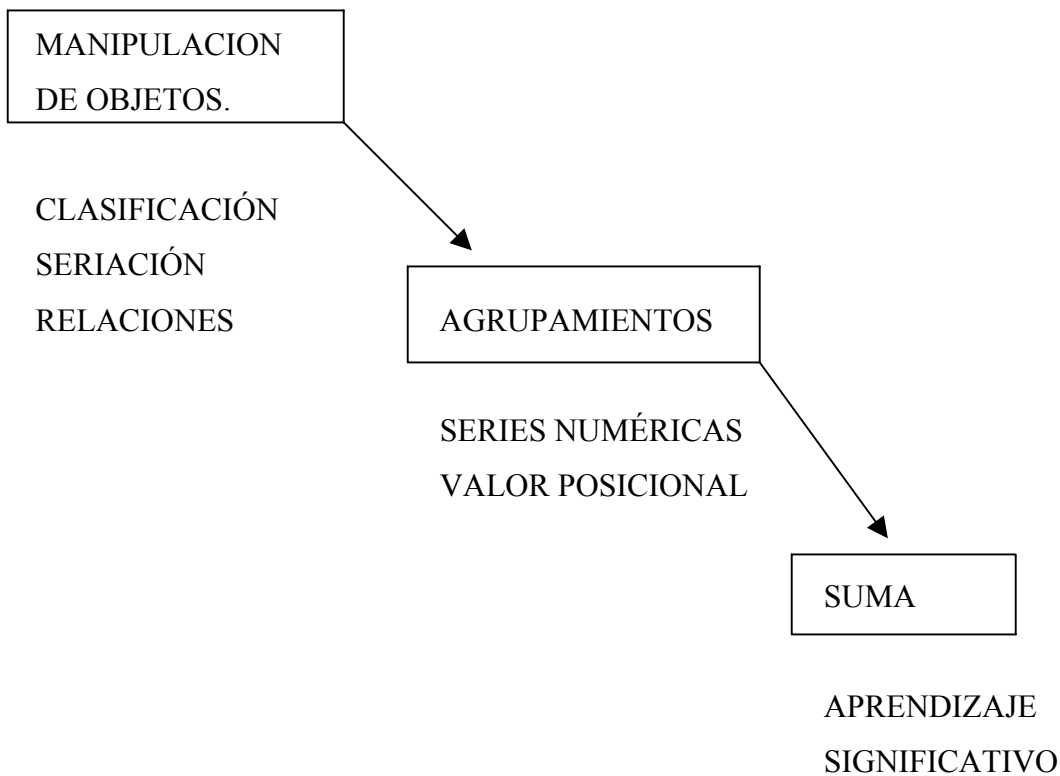 MANIPULACION
DE OBJETOS.
CLASIFICACIÓN
SERIACIÓN
RELACIONES
AGRUPAMIENTOS
SERIES NUMÉRICAS
VALOR POSICIONAL
SUMA
APRENDIZAJE
SIGNIFICATIVO